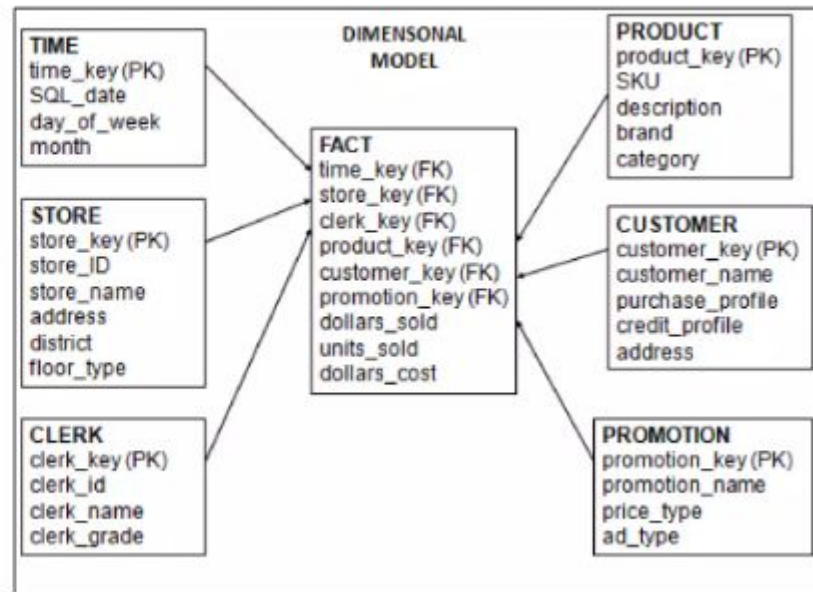 DIMENSONAL
MODEL
TIME
time_key (PK)
SQL_date
day_of_week
month
STORE
store_key (PK)
store_ID
store_name
address
district
floor_type
CLERK
clerk_key (PK)
clerk_id
clerk_name
clerk_grade
FACT
time_key (FK)
store_key (FK)
clerk_key (FK)
product_key (FK)
customer_key (FK)
promotion_key (FK)
dollars_sold
units_sold
dollars_cost
PRODUCT
product_key (PK)
SKU
description
brand
category
CUSTOMER
customer_key (PK)
customer_name
purchase_profile
credit_profile
address
PROMOTION
promotion_key (PK)
promotion_name
price_type
ad_type